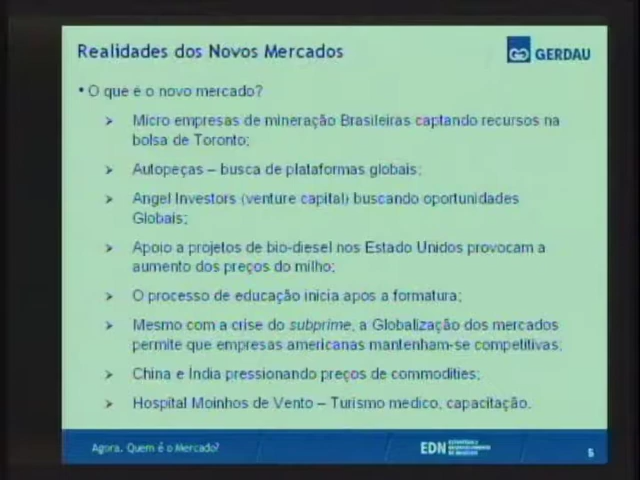 Realidades dos Novos Mercados
GERDAU
• O que é o novo mercado?
➤ Micro empresas de mineração Brasileiras captando recursos na
bolsa de Toronto;
➤ Autopeças – busca de plataformas globais;
➤ Angel Investors (venture capital) buscando oportunidades
Globais;
➤ Apoio a projetos de bio-diesel nos Estado Unidos provocam a
aumento dos preços do milho;
➤ O processo de educação inicia apos a formatura;
➤ Mesmo com a crise do subprime, a Globalização dos mercados
permite que empresas americanas mantenham-se competitivas;
➤ China e Índia pressionando preços de commodities;
➤ Hospital Moinhos de Vento – Turismo medico, capacitação.
Agora. Quem é o Mercado?
EDN
5